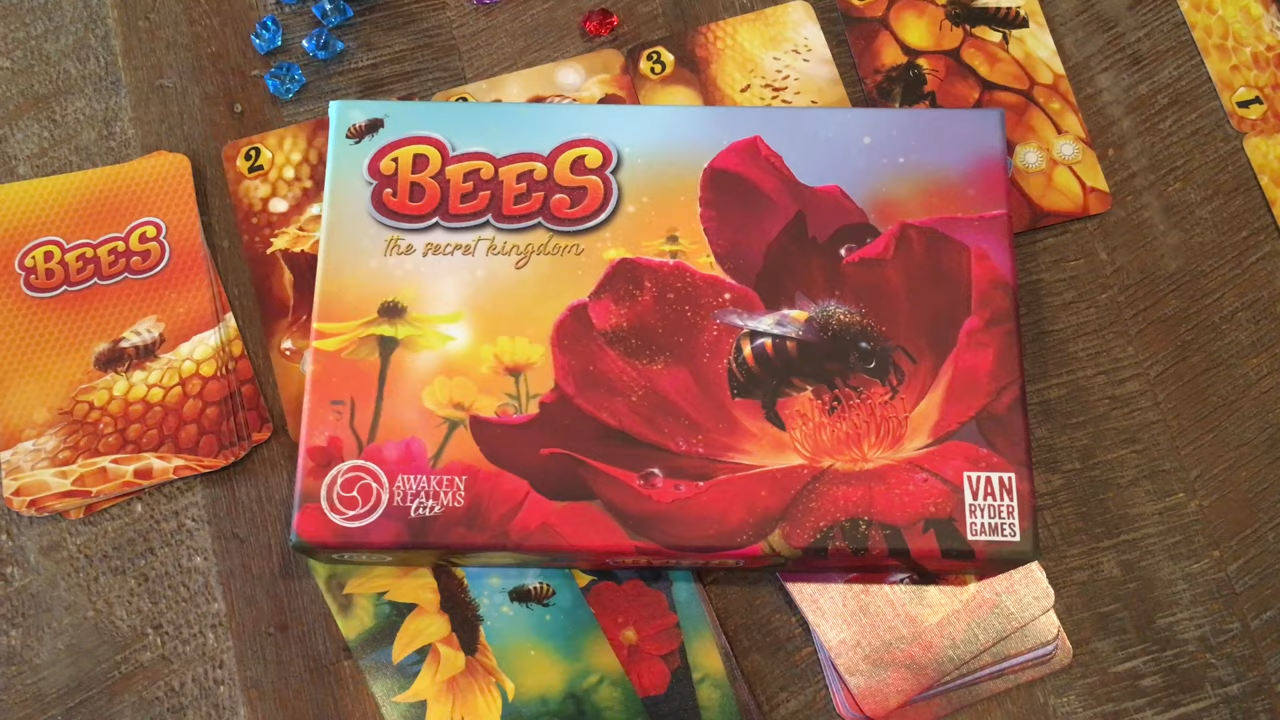 3
1
BEES
the secret kingdom
2
BEES
AWAKEN
REALMS
lite
VAN
RYDER
GAMES